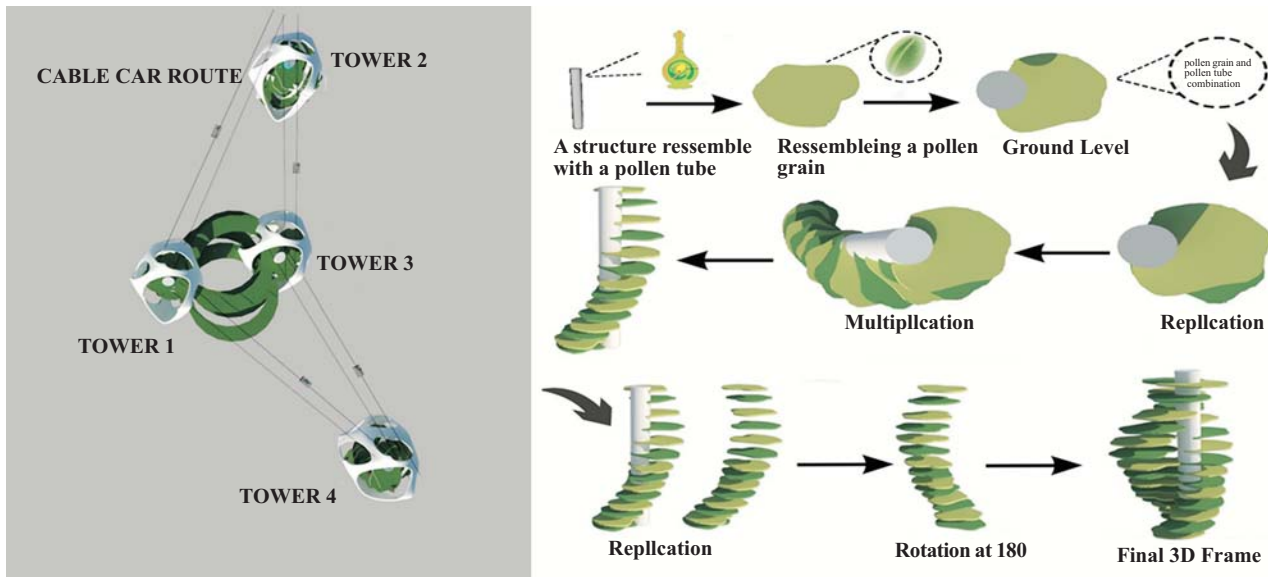 TOWER 2
CABLE CAR ROUTE
TOWER 3
TOWER 1
TOWER 4
A structure ressemble
with a pollen tube
Ressembleing a pollen
grain
Ground Level
pollen grain and
pollen tube
combination
Multipllcation
Repllcation
Repllcation
Rotation at 180
Final 3D Frame